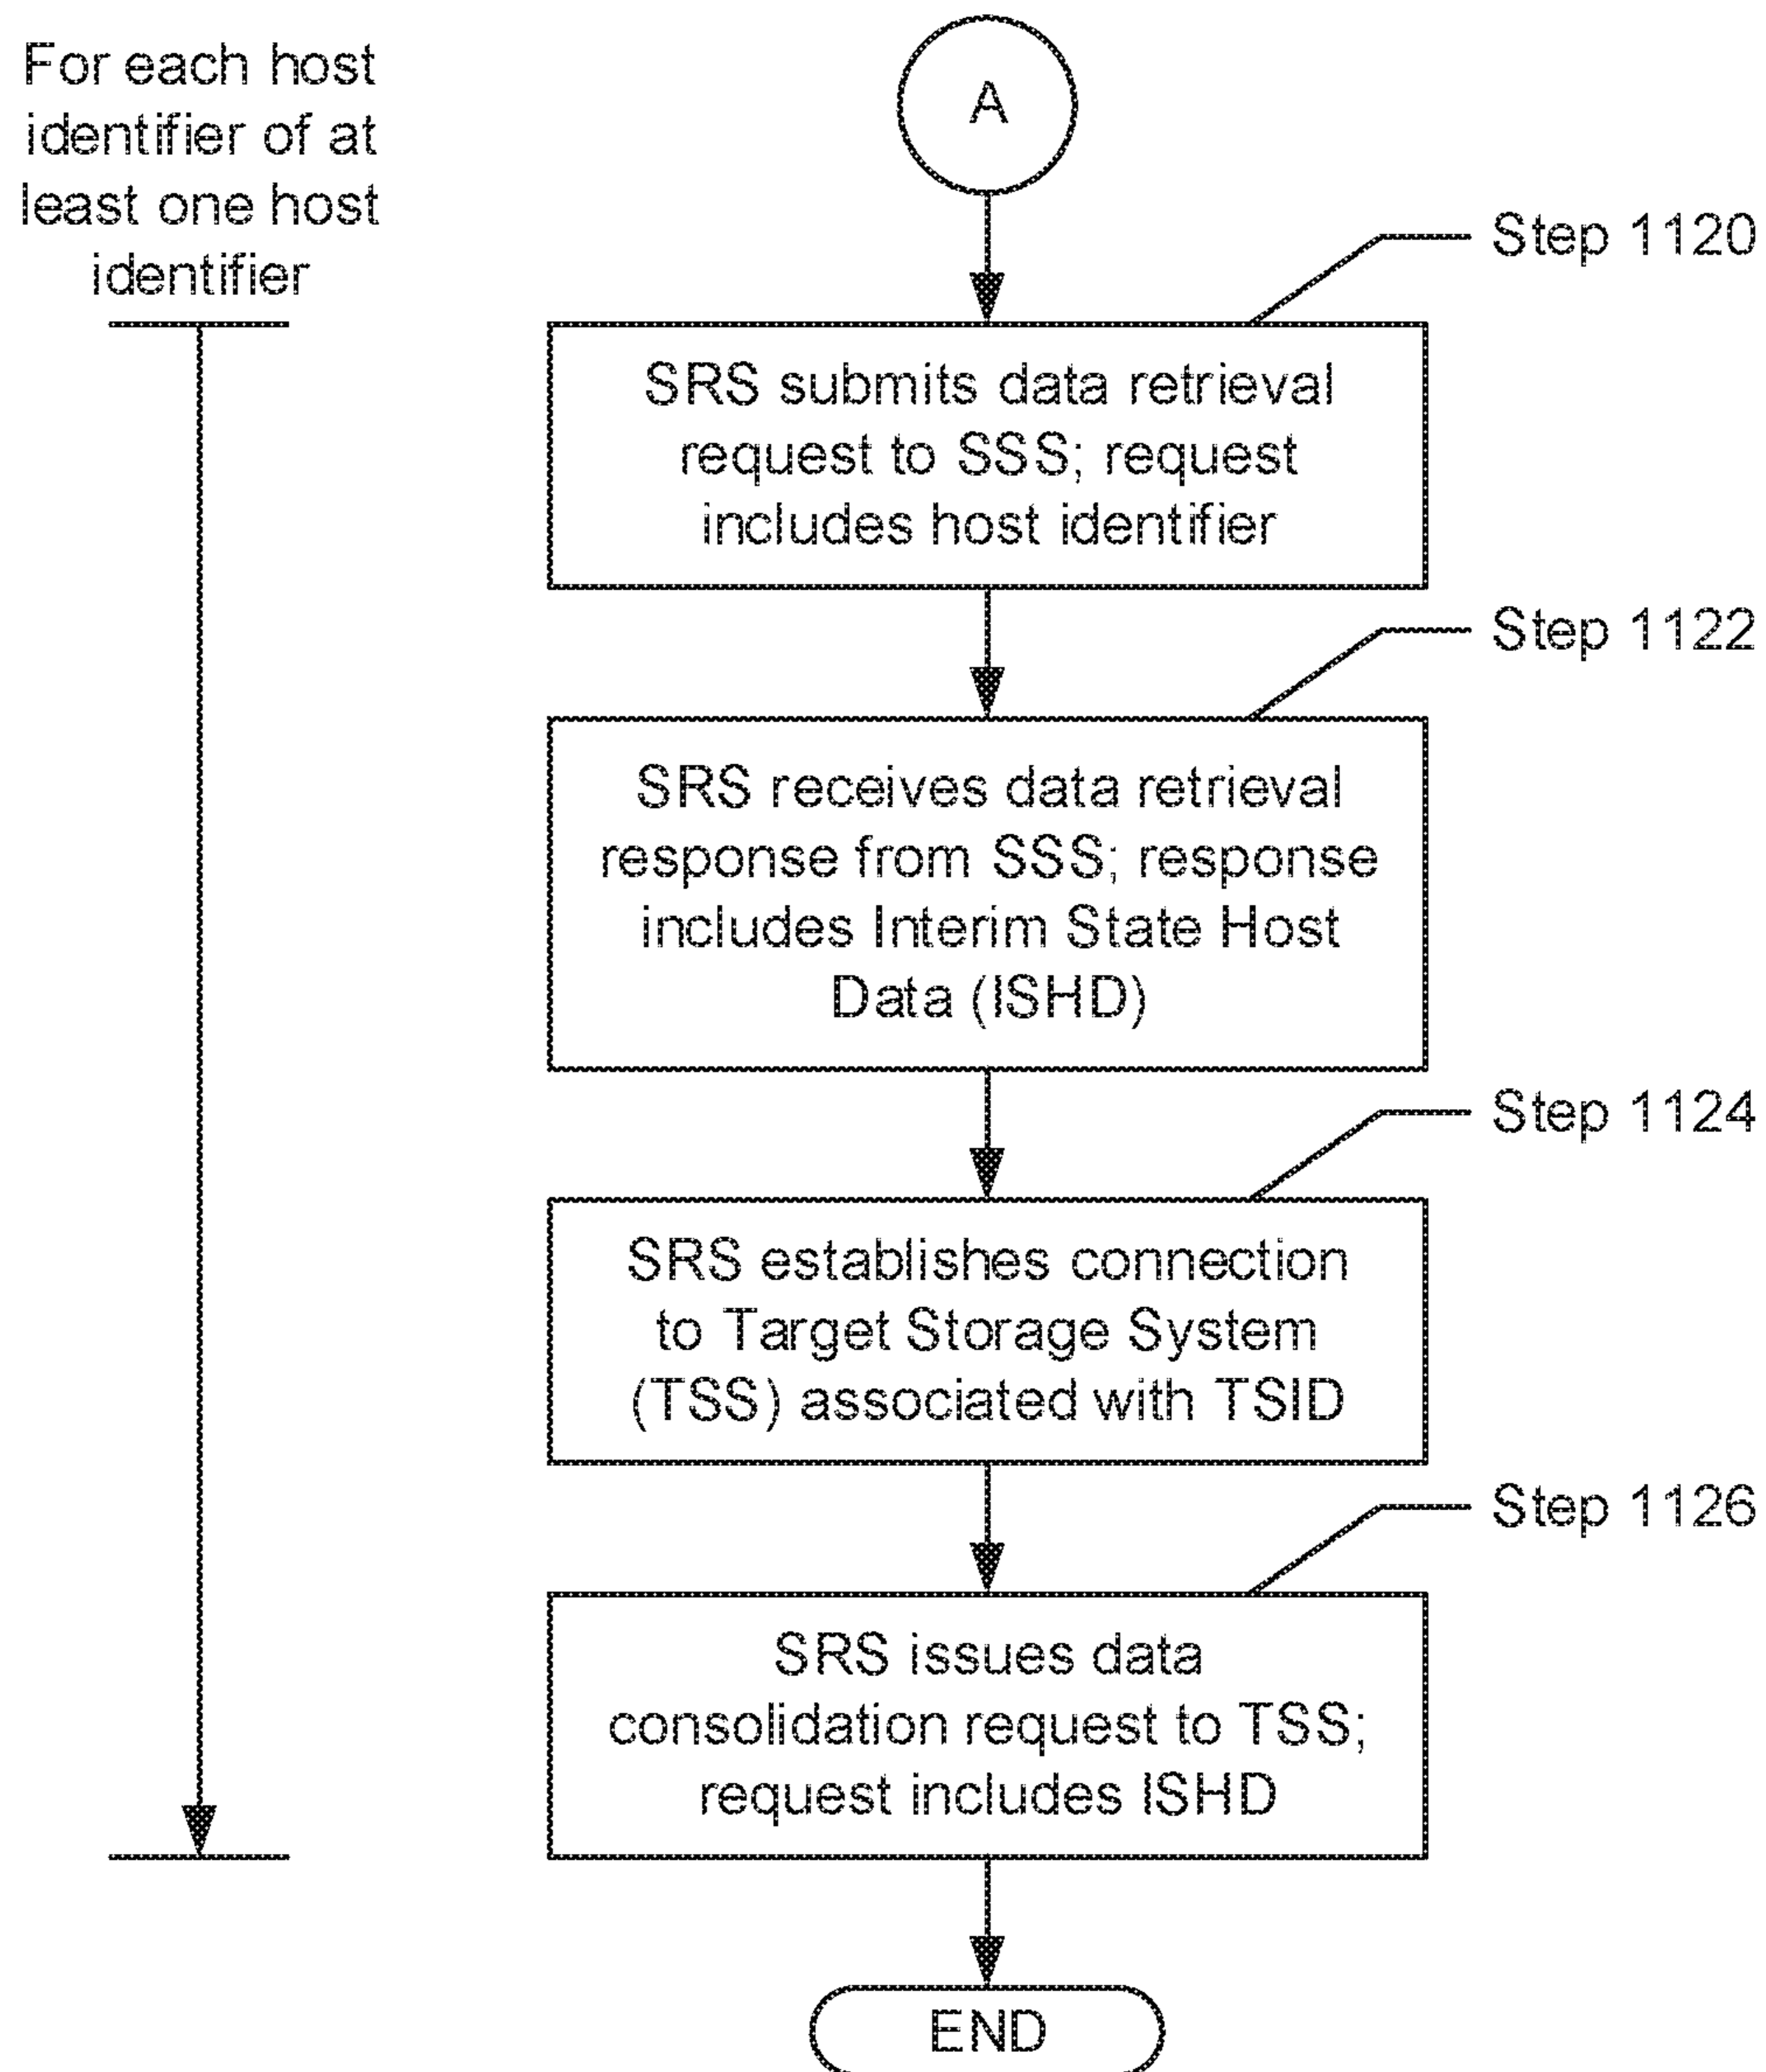 For each host
identifier of at
least one host
identifier
A
Step 1120
SRS submits data retrieval
request to SSS; request
includes host identifier
Step 1122
SRS receives data retrieval
response from SSS; response
includes Interim State Host
Data (ISHD)
Step 1124
SRS establishes connection
to Target Storage System
(TSS) associated with TSID
Step 1126
SRS issues data
consolidation request to TSS;
request includes ISHD
END